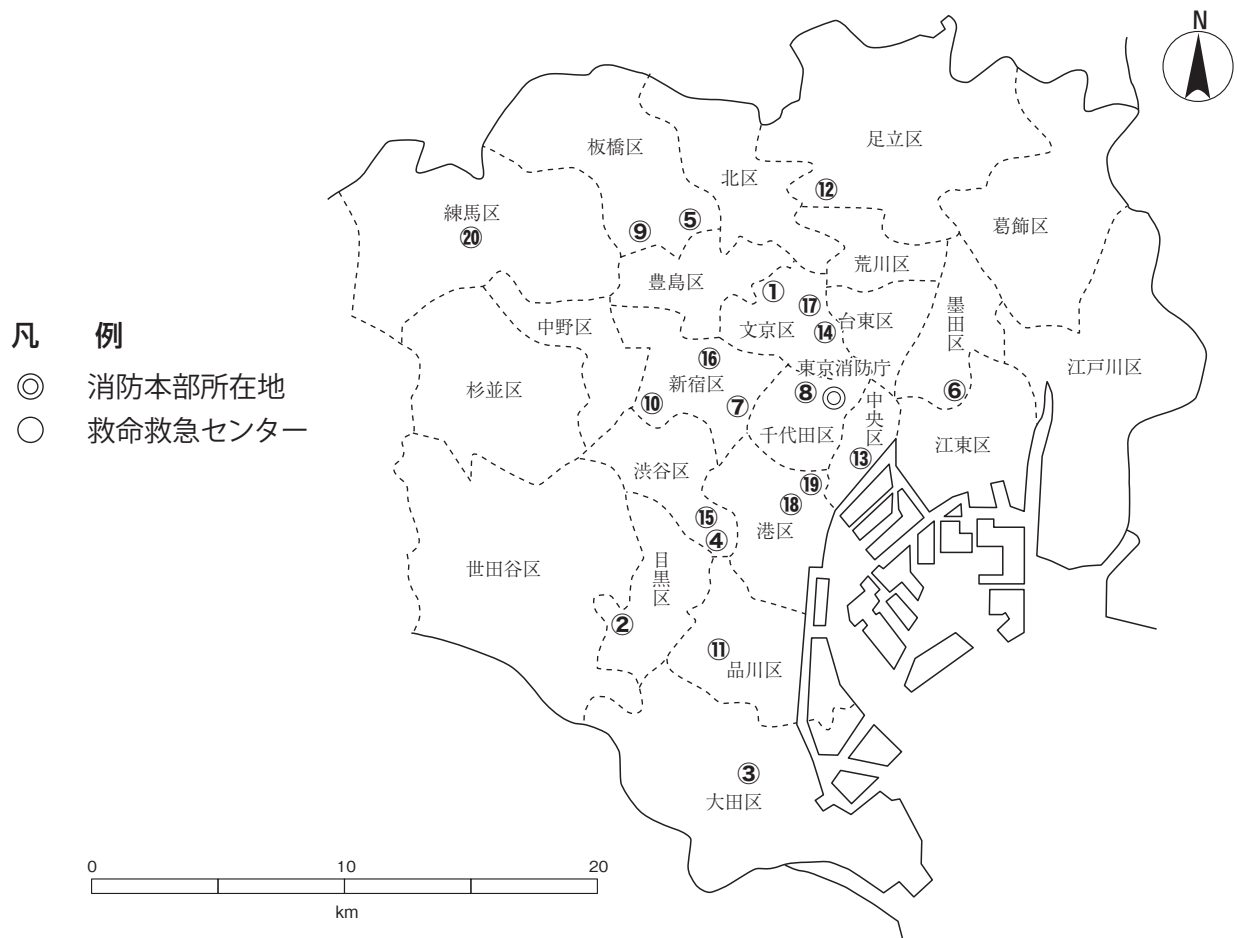 N
足立区
板橋区
北区
⑫
練馬区
⑳
⑨
⑤
葛飾区
荒川区
豊島区
①
⑰
文京区
⑭
台東区
墨田区
中野区
凡 例
◎ 消防本部所在地
○ 救命救急センター
杉並区
⑯
新宿区
⑩
⑦
東京消防庁
⑧
◎
千代田区
中央区
⑬
⑥
江東区
江戸川区
渋谷区
⑲
⑱
⑮
④
港区
世田谷区
目黒区
②
⑪
品川区
③
大田区
0 10 20
km